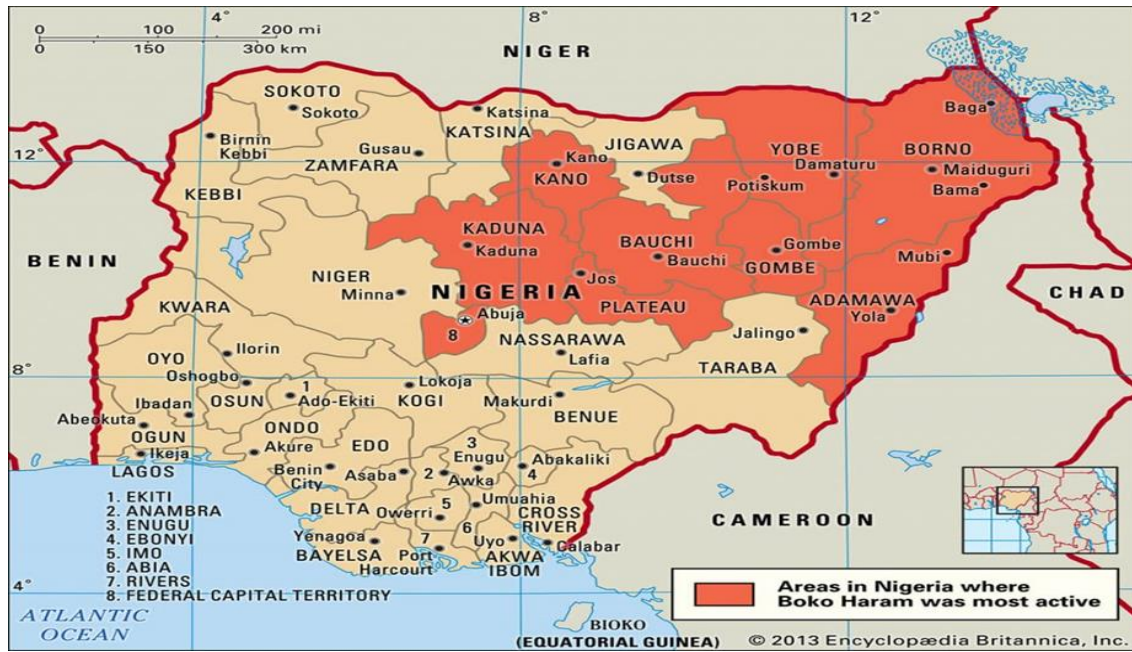 4°
8°
12°
0 100 200 mi
0 150 300 km
NIGER
SOKOTO
Sokoto
Katsina
KATSINA
Birnin
Kebbi
Gusau
ZAMFARA
JIGAWA
Kano
KANO
Dutse
YOBE
Damaturu
Potiskum
BORNO
Baga
Maiduguri
Bama
12°
KEBBI
KADUNA
Kaduna
BAUCHI
Bauchi
Gombe
GOMBE
Mubi
BENIN
NIGER
Minna
NIGERIA
Jos
PLATEAU
ADAMAWA
Yola
CHAD
KWARA
Abuja
8
NASSARAWA
Lafia
Jalingo
TARABA
OYO
Ilorin
8°
Oshogbo
1
Ado-Ekiti
Lokoja
KOGI
Makurdi
BENUE
Ibadan
OSUN
Abeokuta
OGUN
ONDO
EDO
3
Ikeja
Akure
Enugu
Abakaliki
LAGOS
Benin
City
Asaba
2
Awka
4
1. EKITI
2. ANAMBRA
3. ENUGU
4. EBONYI
5. IMO
6. ABIA
7. RIVERS
8. FEDERAL CAPITAL TERRITORY
DELTA
Owerri
5
Umuahia
CROSS
RIVER
6
Yenagoa
BAYELSA
7
Port
Harcourt
Uyo
AKWA
IBOM
Calabar
CAMEROON
4°
ATLANTIC
OCEAN
BIOKO
(EQUATORIAL GUINEA)
Areas in Nigeria where
Boko Haram was most active
© 2013 Encyclopædia Britannica, Inc.